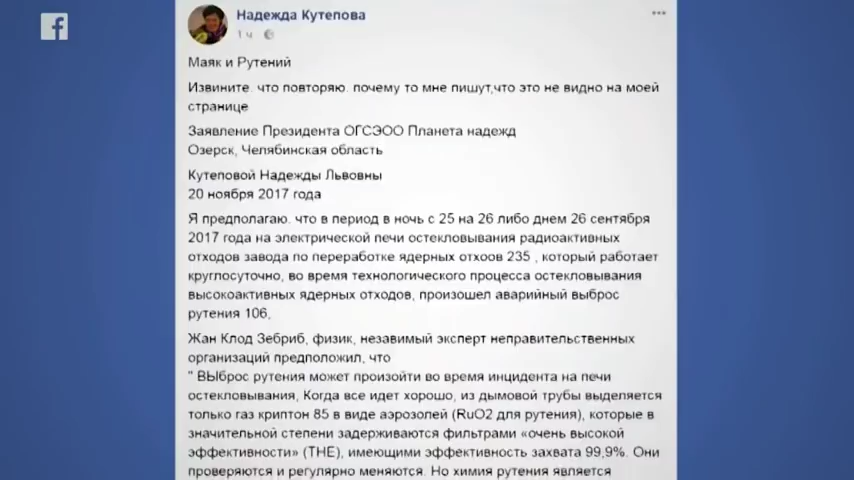 Надежда Кутепова
1 ч
Маяк и Рутений
Извините. что повторяю. почему то мне пишут,что это не видно на моей
странице
Заявление Президента ОГСЭОО Планета надежд
Озерск, Челябинская область
Кутеповой Надежды Львовны
20 ноября 2017 года
Я предполагаю. что в период в ночь с 25 на 26 либо днем 26 сентября
2017 года на электрической печи остекловывания радиоактивных
отходов завода по переработке ядерных отхоов 235 , который работает
круглосуточно, во время технологического процесса остекловывания
высокоактивных ядерных отходов, произошел аварийный выброс
рутения 106,
Жан Клод Зебриб, физик, незавимый эксперт неправительственных
организаций предположил, что
" ВЫброс рутения может произойти во время инцидента на печи
остекловывания, Когда все идет хорошо, из дымовой трубы выделяется
только газ криптон 85 в виде аэрозолей (RuO2 для рутения), которые в
значительной степени задерживаются фильтрами «очень высокой
эффективности» (THE), имеющими эффективность захвата 99,9%. Они
проверяются и регулярно меняются. Но химия рутения является